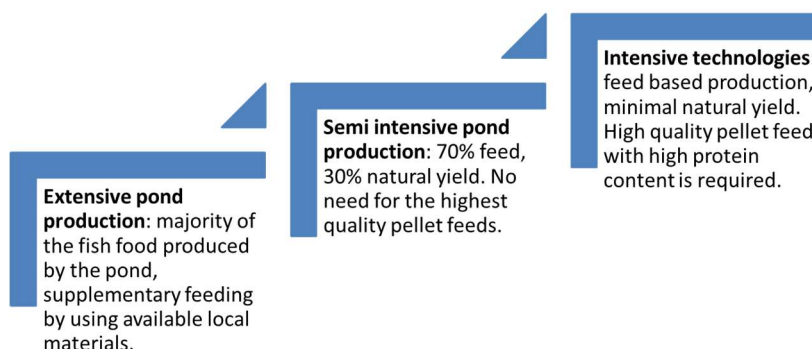 Extensive pond
production: majority of
the fish food produced
by the pond,
supplementary feeding
by using available local
materials.
Semi intensive pond
production: 70% feed,
30% natural yield. No
need for the highest
quality pellet feeds.
Intensive technologies
feed based production,
minimal natural yield.
High quality pellet feed
with high protein
content is required.